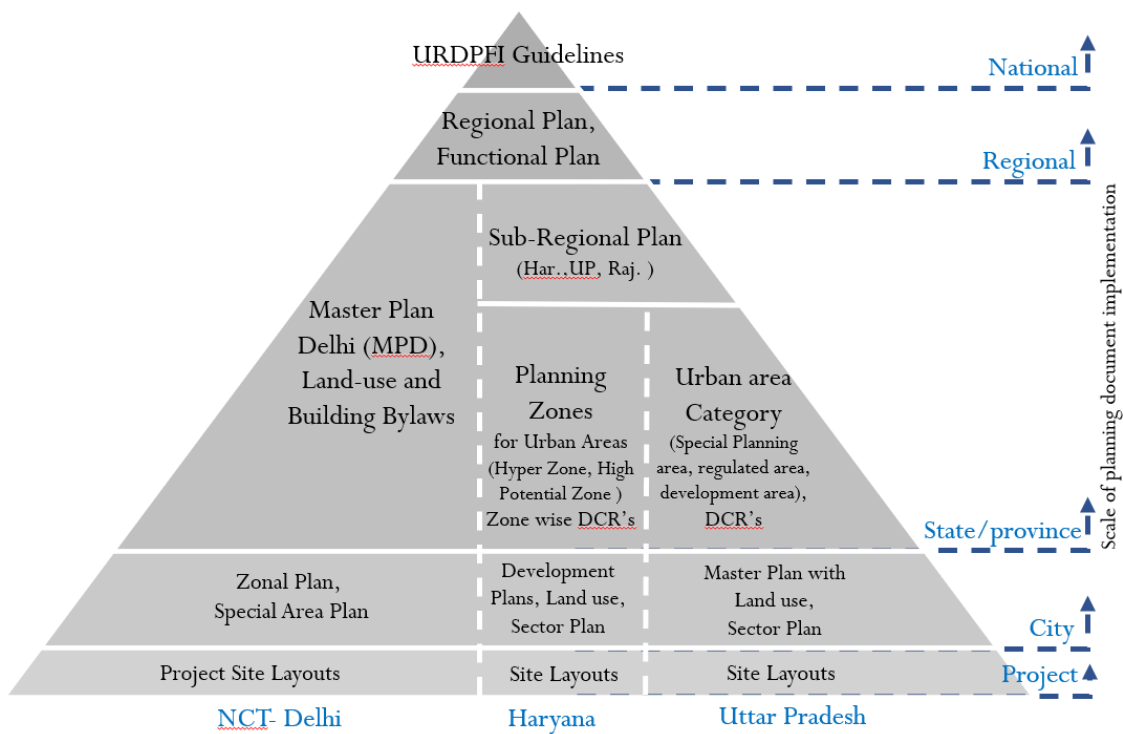 URDPFI Guidelines
National
Regional Plan,
Functional Plan
Regional
Sub-Regional Plan
(Har.,UP, Raj. )
Master Plan
Delhi (MPD),
Land-use and
Building Bylaws
Planning
Zones
for Urban Areas
(Hyper Zone, High
Potential Zone )
Zone wise DCR's
Urban area
Category
(Special Planning
area, regulated area,
development area),
DCR's
State/province
Scale of planning document implementation
Zonal Plan,
Special Area Plan
Development
Plans, Land use,
Sector Plan
Master Plan with
Land use,
Sector Plan
City
Project Site Layouts
Site Layouts
Site Layouts
Project
NCT- Delhi
Haryana
Uttar Pradesh